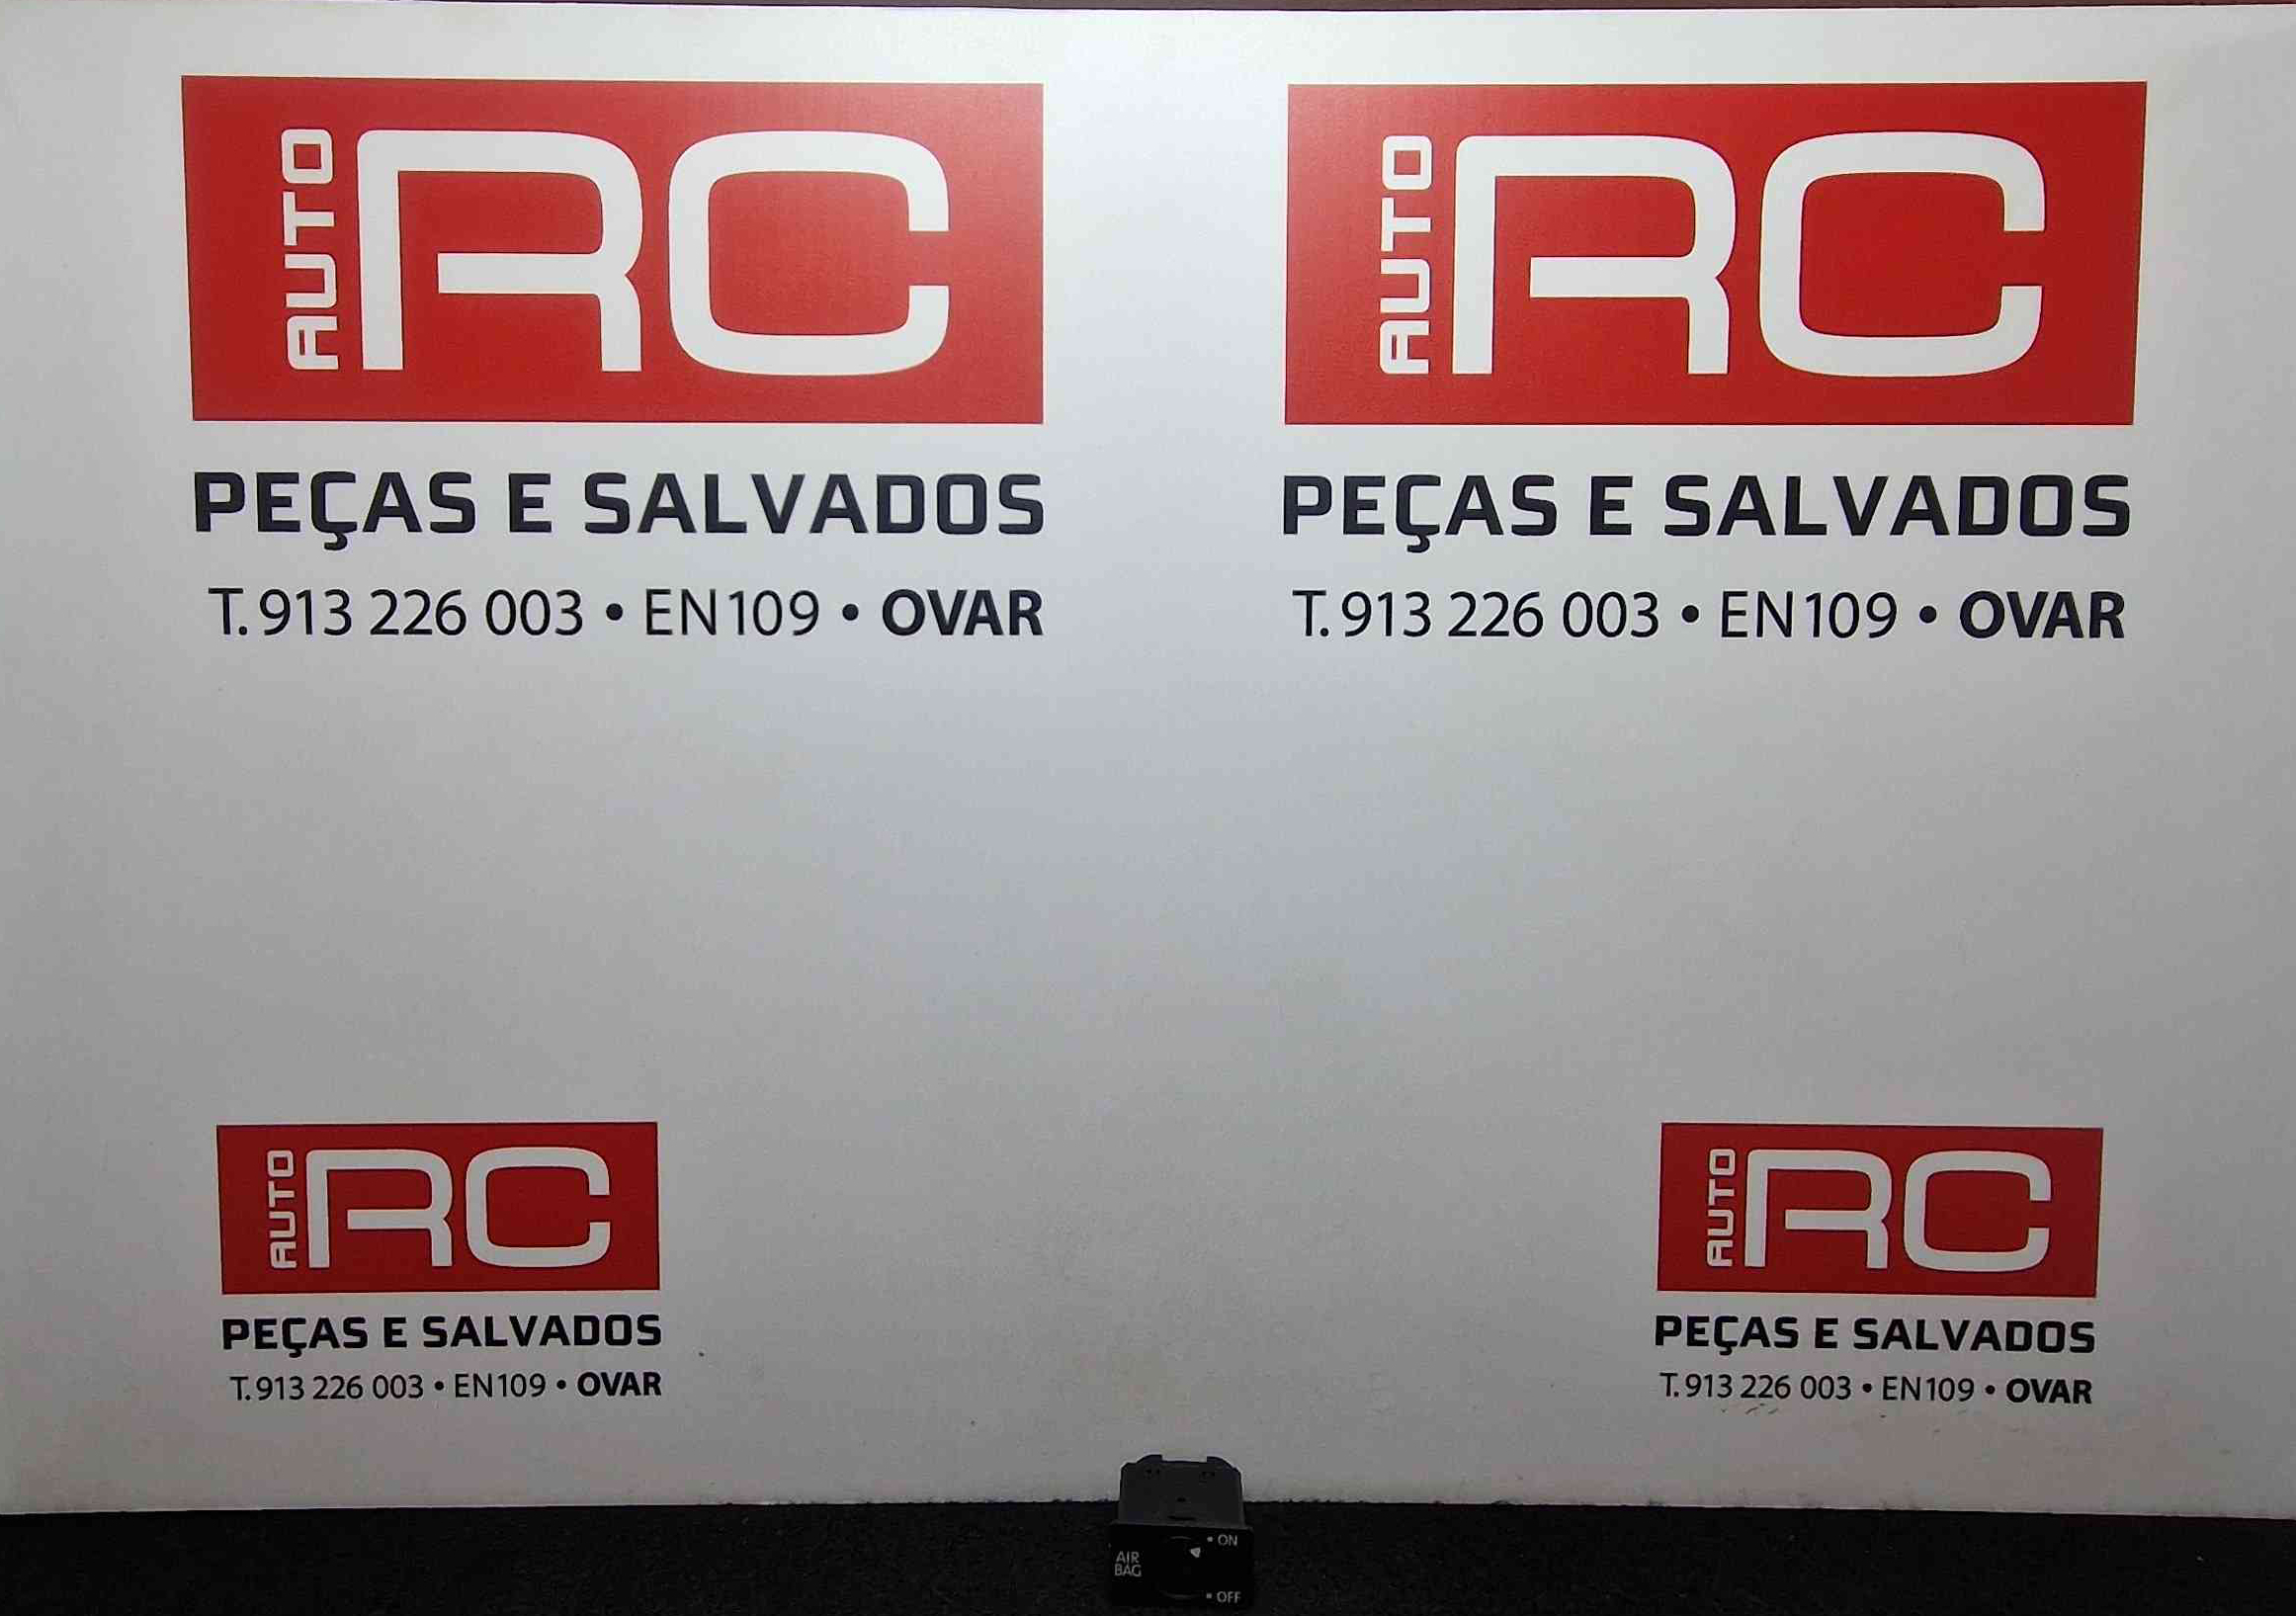 AUTO RC
PEÇAS E SALVADOS
T. 913 226 003 • EN109 • OVAR
AUTO RC
PEÇAS E SALVADOS
T. 913 226 003 • EN109 • OVAR
AUTO RC
PEÇAS E SALVADOS
T. 913 226 003 • EN109 • OVAR
AUTO RC
PEÇAS E SALVADOS
T. 913 226 003 • EN109 • OVAR
• ON
AIR
BAG
• OFF